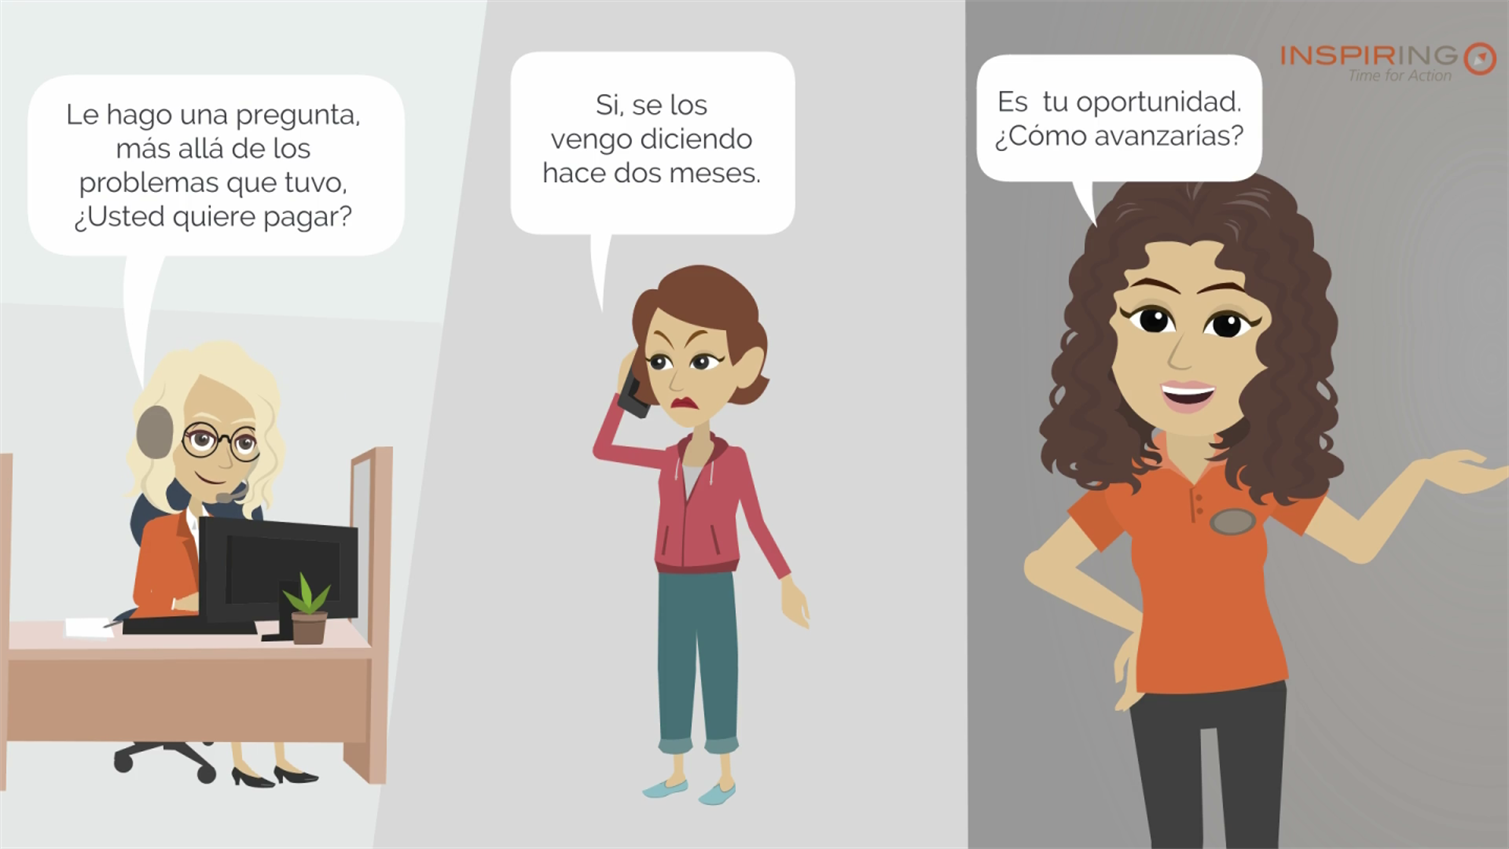 Le hago una pregunta,
más allá de los
problemas que tuvo,
¿Usted quiere pagar?
Si, se los
vengo diciendo
hace dos meses.
Es tu oportunidad.
¿Cómo avanzarías?
INSPIRING
Time for Action